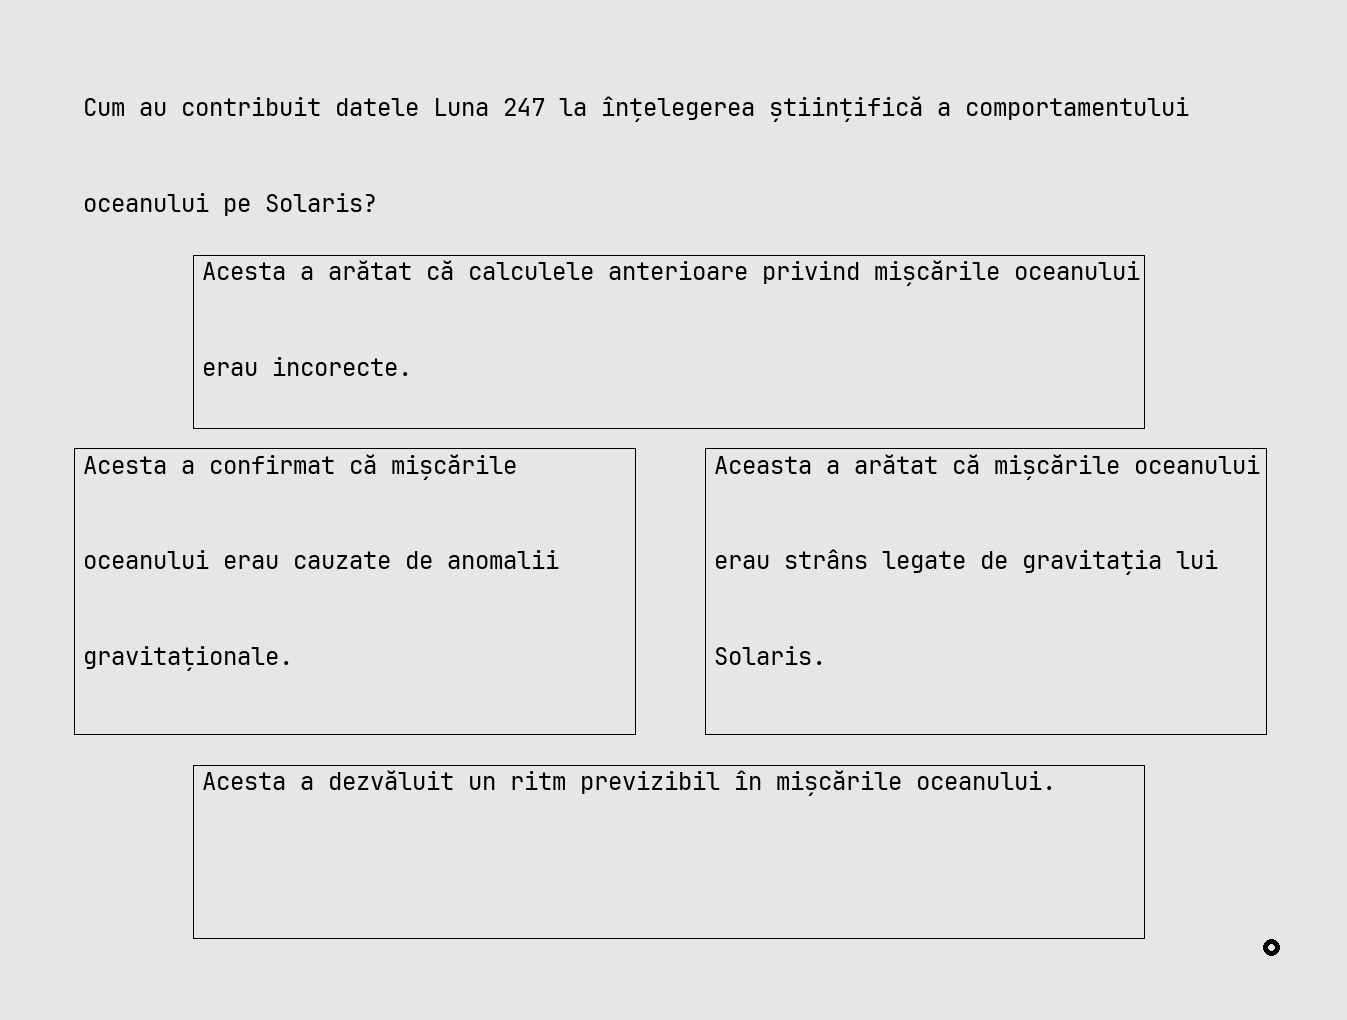 Cum au contribuit datele Luna 247 la înțelegerea științifică a comportamentului
oceanului pe Solaris?
Acesta a arătat că calculele anterioare privind mișcările oceanului
erau incorecte.
Acesta a confirmat că mișcările
oceanului erau cauzate de anomalii
gravitaționale.
Aceasta a arătat că mișcările oceanului
erau strâns legate de gravitația lui
Solaris.
Acesta a dezvăluit un ritm previzibil în mișcările oceanului.